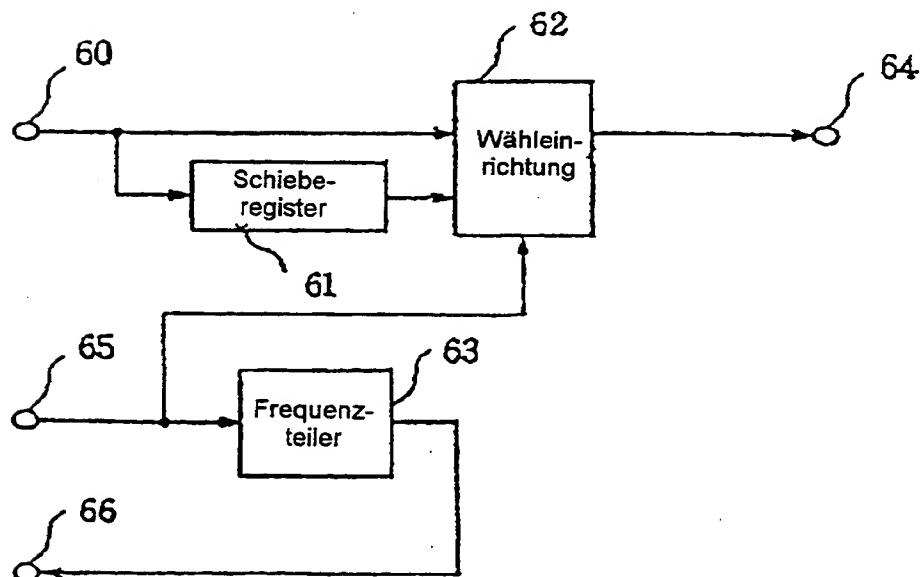 60
62
64
Wählein-
richtung
Schiebe-
register
61
65
63
Frequenz-
teiler
66